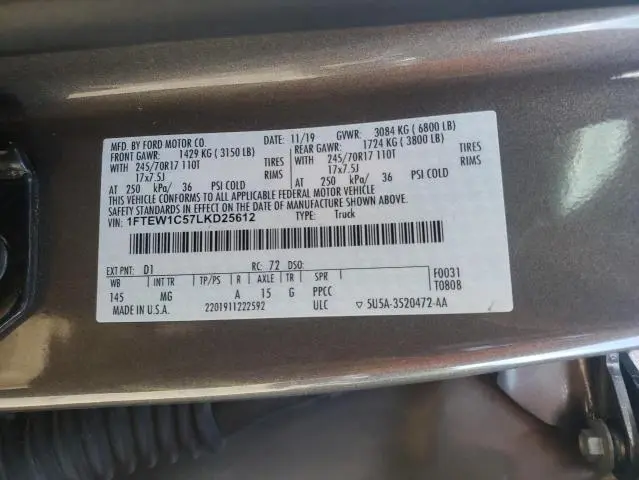 MFD. BY FORD MOTOR CO. DATE: 11/19 GVWR: 3084 KG ( 6800 LB)
FRONT GAWR: 1429 KG ( 3150 LB) REAR GAWR: 1724 KG ( 3800 LB)
WITH 245/70R17 110T TIRES WITH 245/70R17 110T TIRES
17x7.5J RIMS 17x7.5J RIMS
AT 250 kPa/ 36 PSI COLD AT 250 kPa/ 36 PSI COLD
THIS VEHICLE CONFORMS TO ALL APPLICABLE FEDERAL MOTOR VEHICLE
SAFETY STANDARDS IN EFFECT ON THE DATE OF MANUFACTURE SHOWN ABOVE.
VIN: 1FTEW1C57LKD25612 TYPE: Truck
EXT PNT: D1 RC: 72 DSO: F0031
WB INT TR TP/PS R AXLE TR SPR T0808
145 MG A 15 G PPCC
MADE IN U.S.A. 2201911222592 ULC ▽ 5U5A-3520472-AA